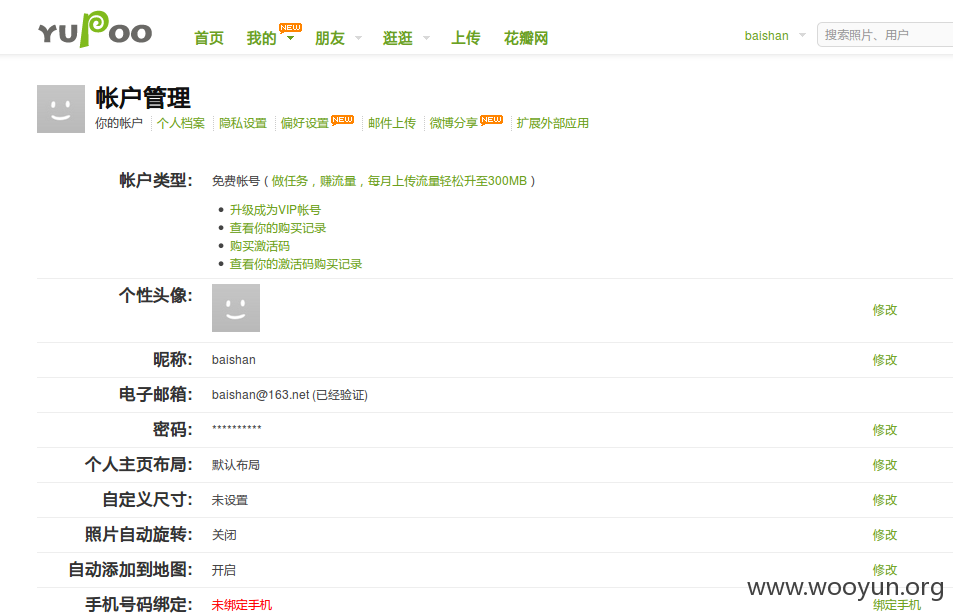 YUPOO 首页 我的 NEW 朋友 逛逛 上传 花瓣网 baishan 搜索照片、用户
帐户管理
你的帐户 个人档案 隐私设置 偏好设置 NEW 邮件上传 微博分享 NEW 扩展外部应用
帐户类型： 免费帐号 ( 做任务，赚流量，每月上传流量轻松升至300MB )
升级成为VIP帐号
查看你的购买记录
购买激活码
查看你的激活码购买记录
个性头像： 修改
昵称： baishan 修改
电子邮箱： baishan@163.net (已经验证)
密码： ********** 修改
个人主页布局： 默认布局 修改
自定义尺寸： 未设置 修改
照片自动旋转： 关闭 修改
自动添加到地图： 开启 修改
www.wooyun.org
手机号码绑定： 未绑定手机 绑定手机